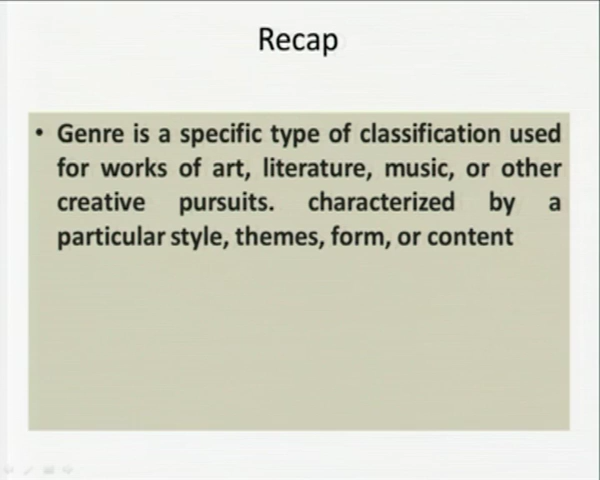 Recap
• Genre is a specific type of classification used
for works of art, literature, music, or other
creative pursuits. characterized by a
particular style, themes, form, or content